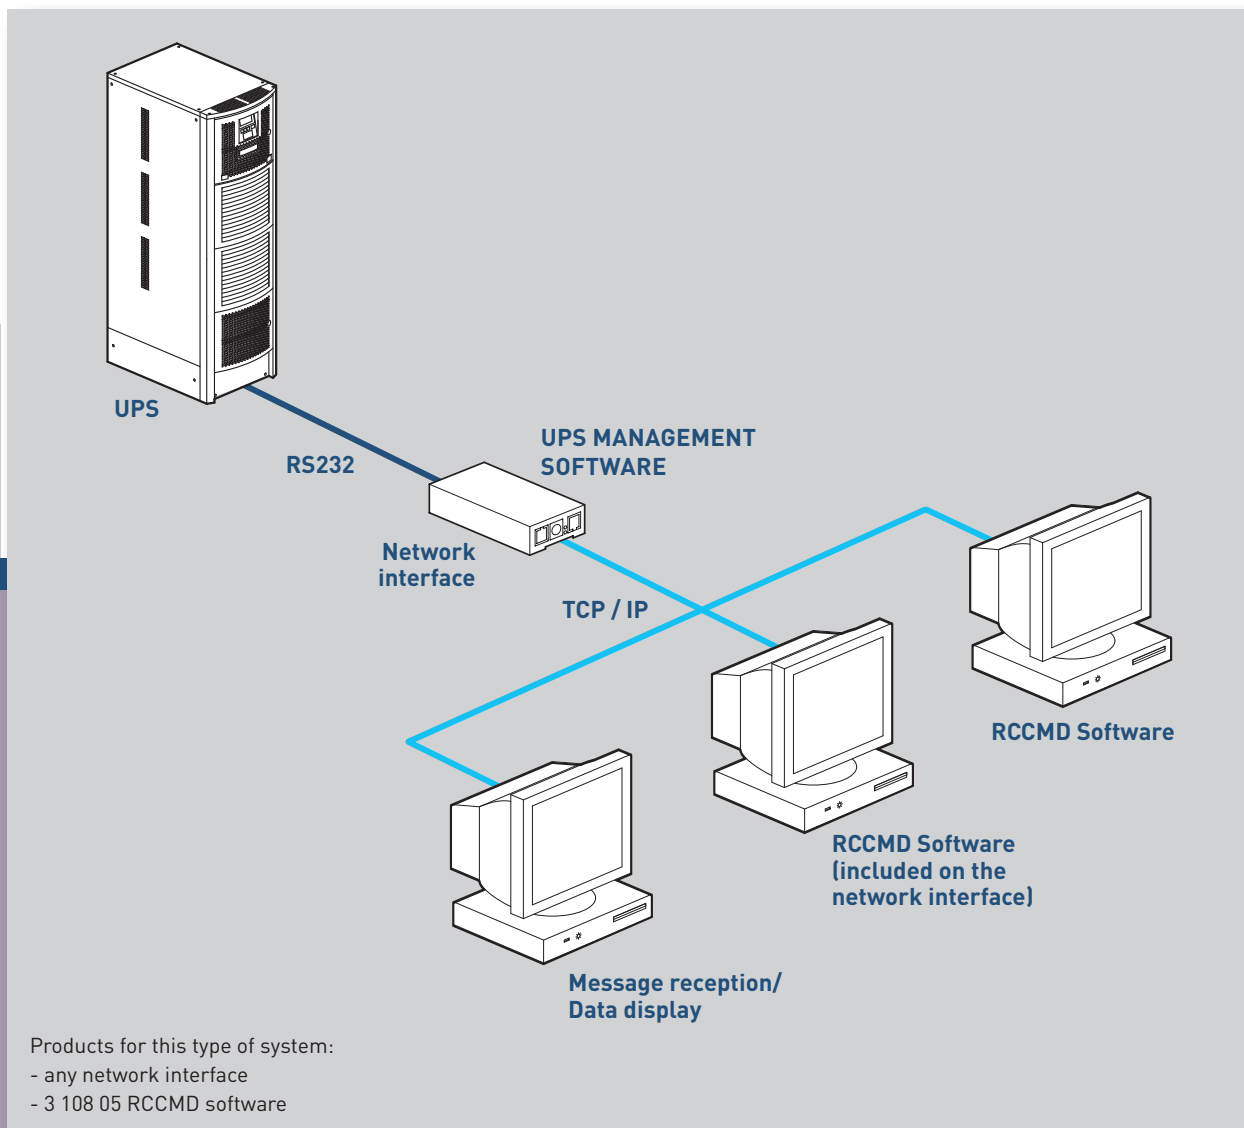 UPS
RS232
UPS MANAGEMENT
SOFTWARE
Network
interface
TCP / IP
RCCMD Software
RCCMD Software
(included on the
network interface)
Message reception/
Data display
Products for this type of system:
- any network interface
- 3 108 05 RCCMD software